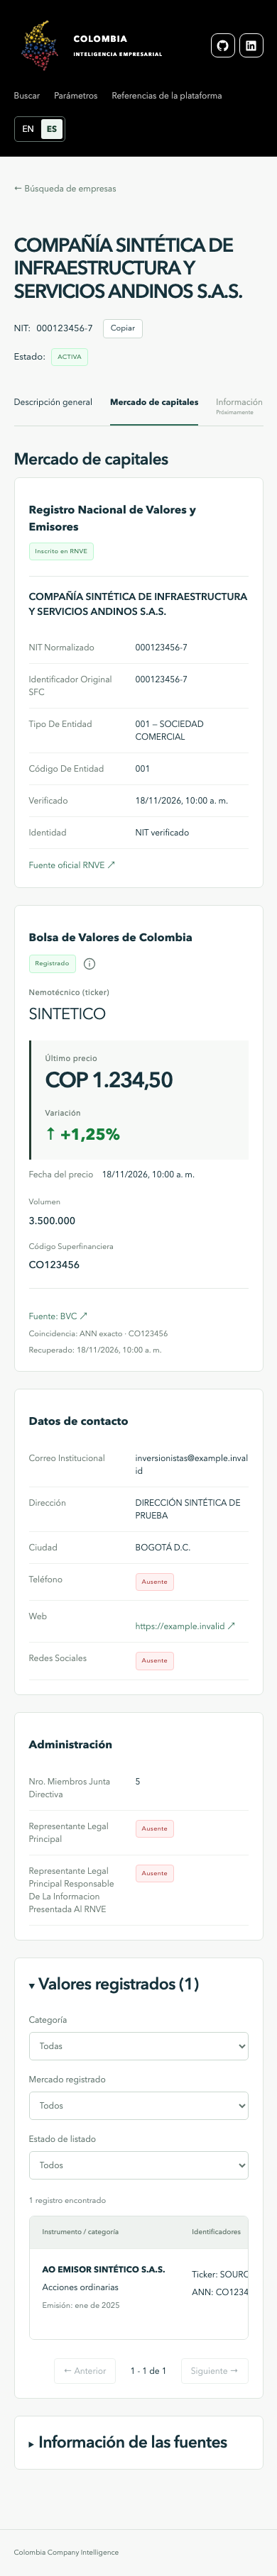 COLOMBIA
INTELIGENCIA EMPRESARIAL
Buscar Parámetros Referencias de la plataforma
EN ES
← Búsqueda de empresas
COMPAÑÍA SINTÉTICA DE
INFRAESTRUCTURA Y
SERVICIOS ANDINOS S.A.S.
NIT: 000123456-7 Copiar
Estado: ACTIVA
Descripción general Mercado de capitales Información
Próximamente
Mercado de capitales
Registro Nacional de Valores y
Emisores
Inscrito en RNVE
COMPAÑÍA SINTÉTICA DE INFRAESTRUCTURA
Y SERVICIOS ANDINOS S.A.S.
NIT Normalizado 000123456-7
Identificador Original 000123456-7
SFC
Tipo De Entidad 001 – SOCIEDAD
COMERCIAL
Código De Entidad 001
Verificado 18/11/2026, 10:00 a. m.
Identidad NIT verificado
Fuente oficial RNVE ↗
Bolsa de Valores de Colombia
Registrado
Nemotécnico (ticker)
SINTETICO
Último precio
COP 1.234,50
Variación
↑ +1,25%
Fecha del precio 18/11/2026, 10:00 a. m.
Volumen
3.500.000
Código Superfinanciera
CO123456
Fuente: BVC ↗
Coincidencia: ANN exacto · CO123456
Recuperado: 18/11/2026, 10:00 a. m.
Datos de contacto
Correo Institucional inversionistas@example.inval
id
Dirección DIRECCIÓN SINTÉTICA DE
PRUEBA
Ciudad BOGOTÁ D.C.
Teléfono Ausente
Web
https://example.invalid ↗
Redes Sociales Ausente
Administración
Nro. Miembros Junta 5
Directiva
Representante Legal Ausente
Principal
Representante Legal Ausente
Principal Responsable
De La Informacion
Presentada Al RNVE
▾ Valores registrados (1)
Categoría
Todas
Mercado registrado
Todos
Estado de listado
Todos
1 registro encontrado
Instrumento / categoría Identificadores
AO EMISOR SINTÉTICO S.A.S.
Ticker: SOURC
Acciones ordinarias
ANN: CO1234
Emisión: ene de 2025
← Anterior 1 - 1 de 1 Siguiente →
▸ Información de las fuentes
Colombia Company Intelligence